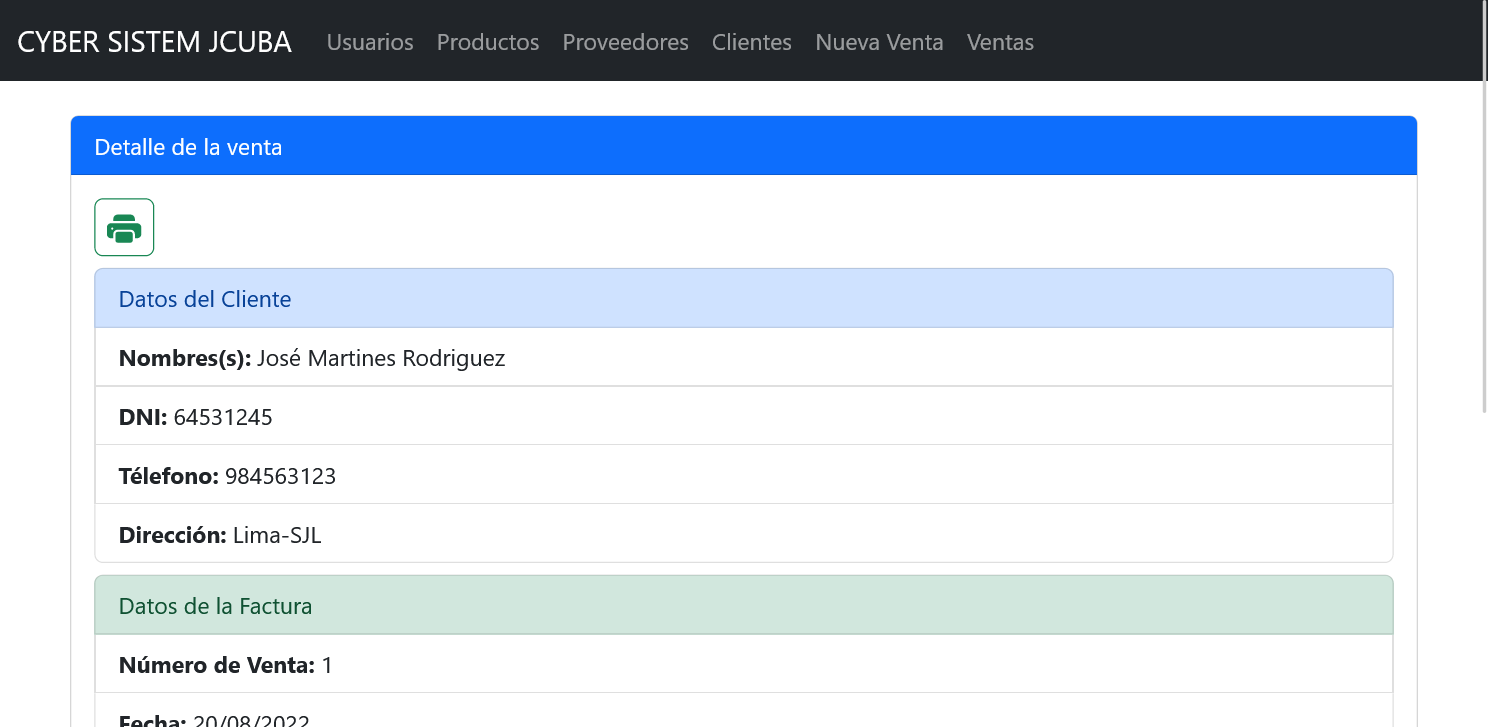 CYBER SISTEM JCUBA Usuarios Productos Proveedores Clientes Nueva Venta Ventas
Detalle de la venta
Datos del Cliente
Nombres(s): José Martines Rodriguez
DNI: 64531245
Télefono: 984563123
Dirección: Lima-SJL
Datos de la Factura
Número de Venta: 1
Fecha: 20/08/2022